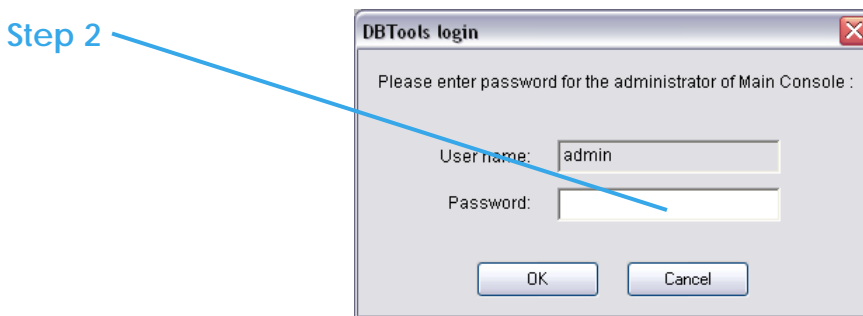 Step 2
DBTools login
Please enter password for the administrator of Main Console :
User name: admin
Password:
OK Cancel